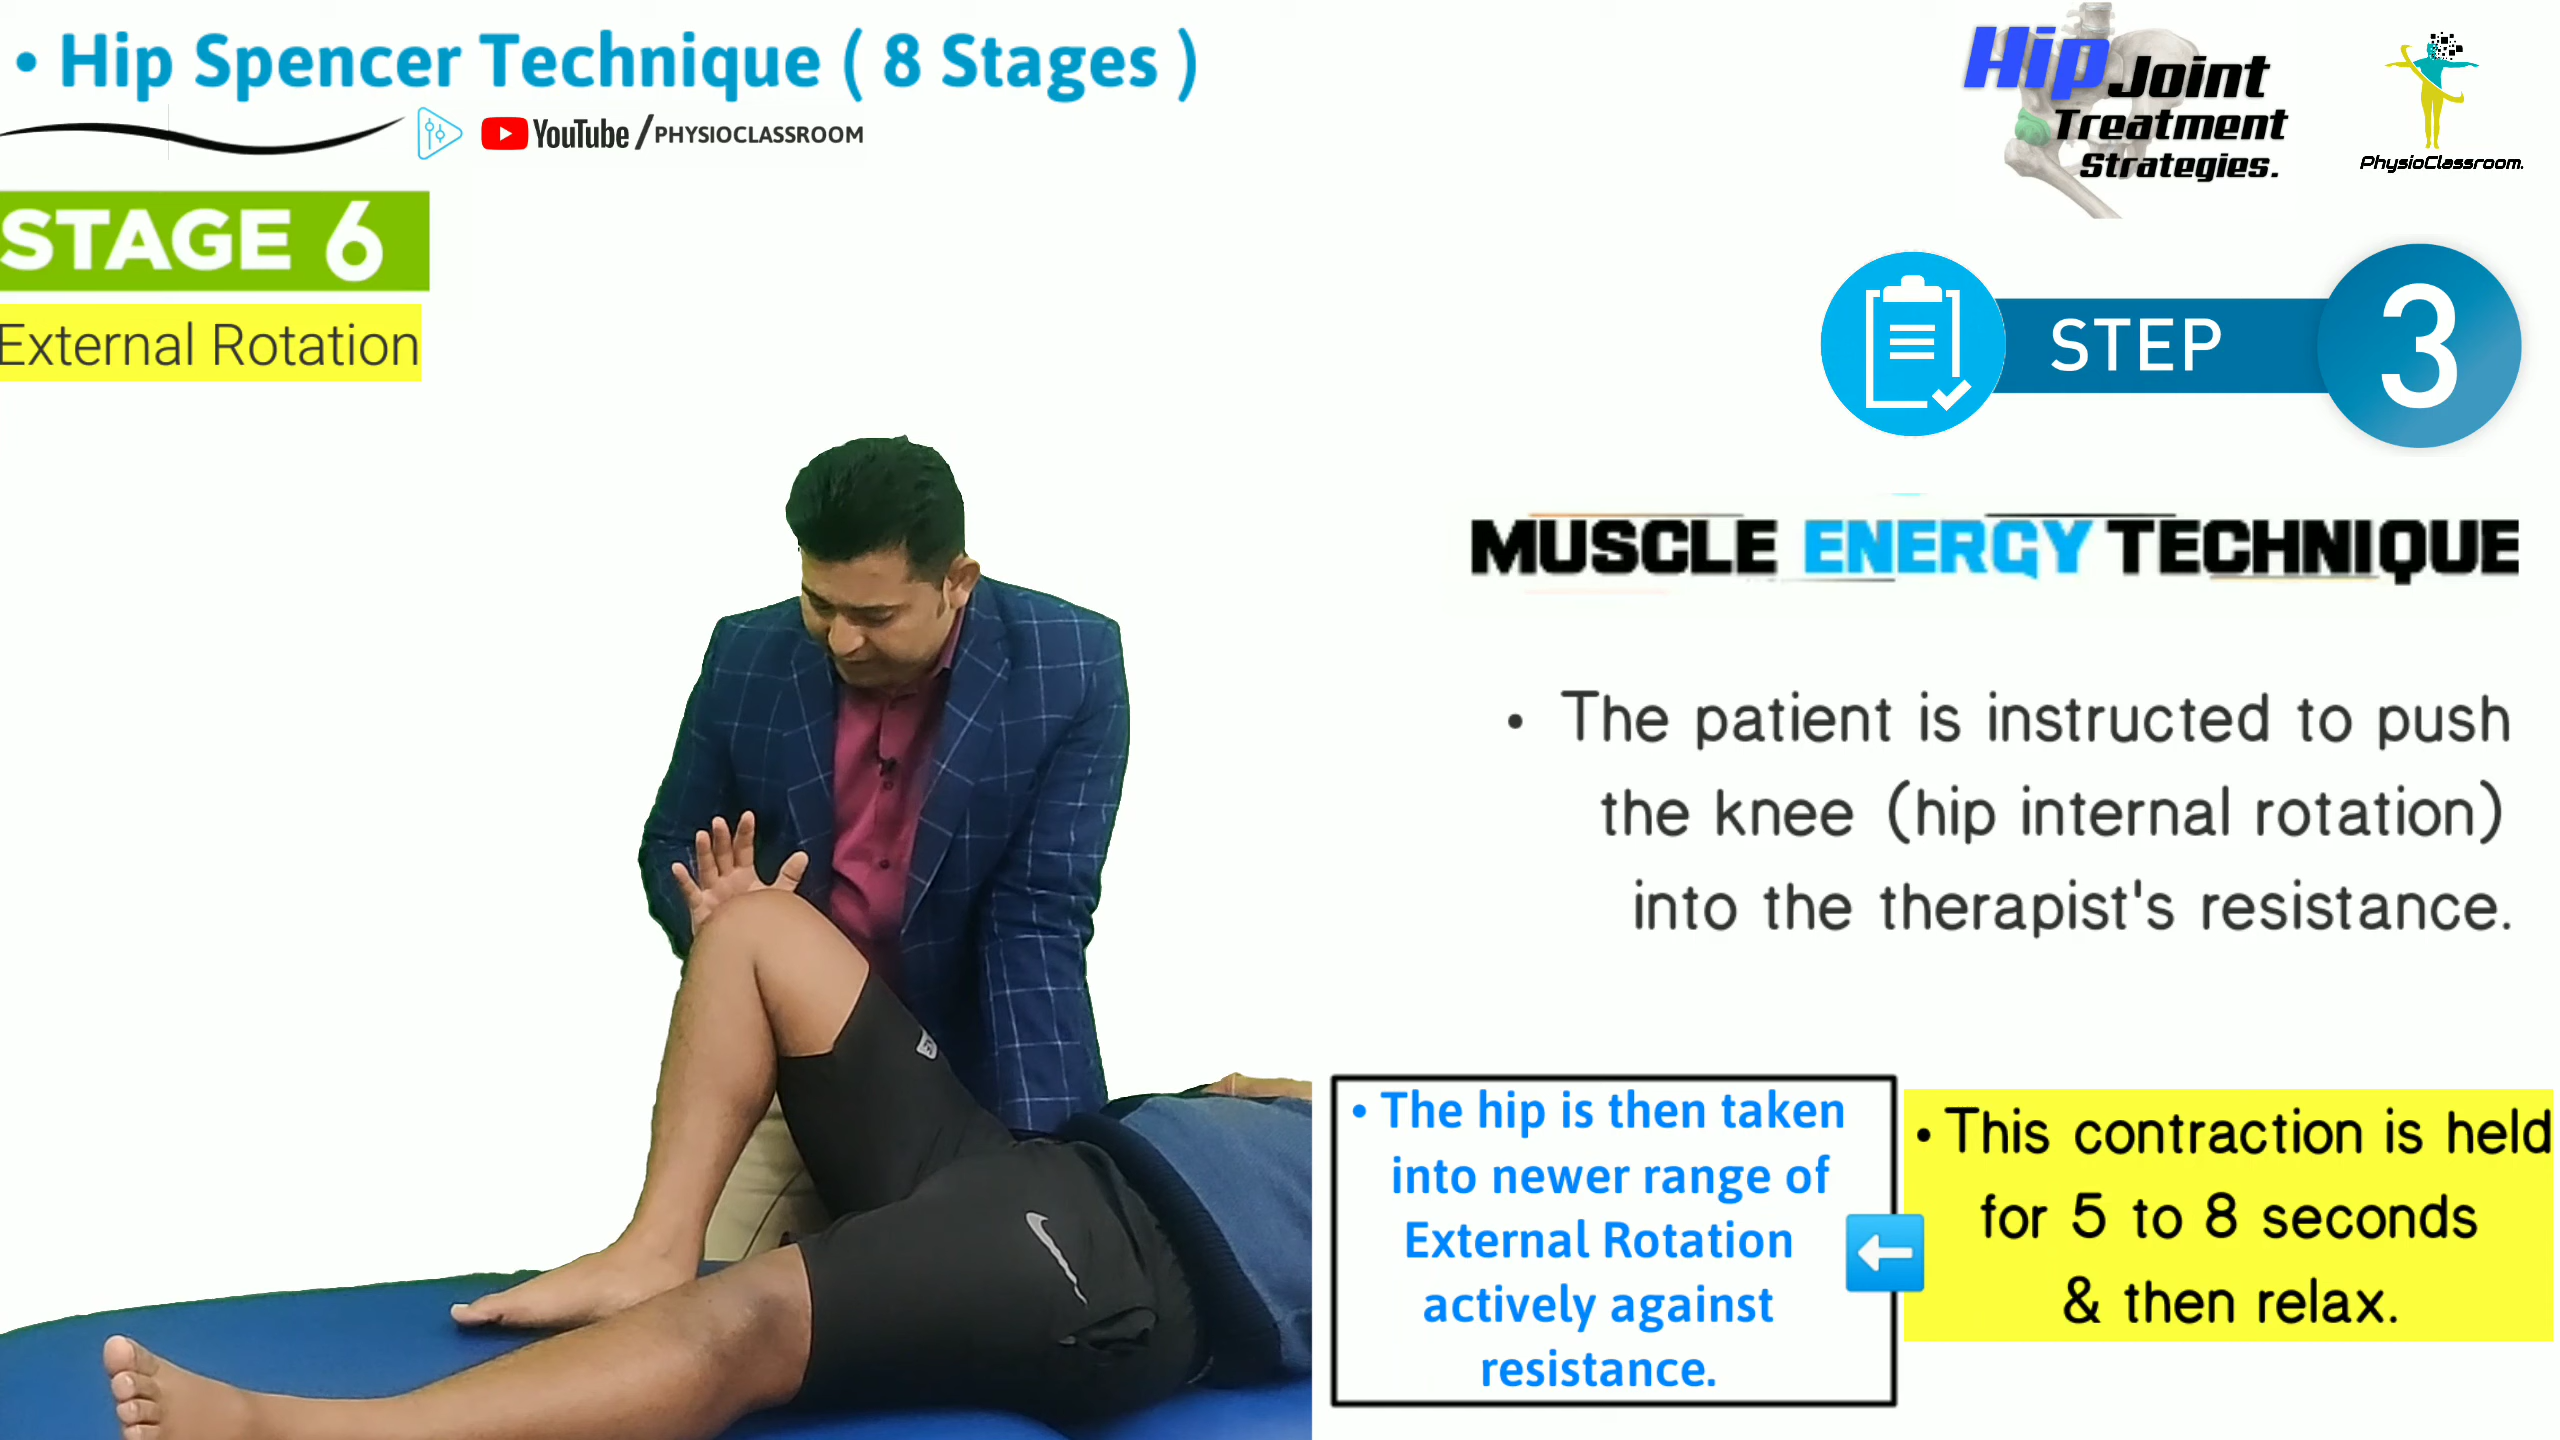 • Hip Spencer Technique ( 8 Stages )
YouTube / PHYSIOCLASSROOM
Hip Joint
Treatment
Strategies.
PhysioClassroom.
STAGE 6
External Rotation
STEP 3
MUSCLE ENERGY TECHNIQUE
• The patient is instructed to push
the knee (hip internal rotation)
into the therapist's resistance.
• This contraction is held
for 5 to 8 seconds
& then relax.
• The hip is then taken
into newer range of
External Rotation
actively against
resistance.